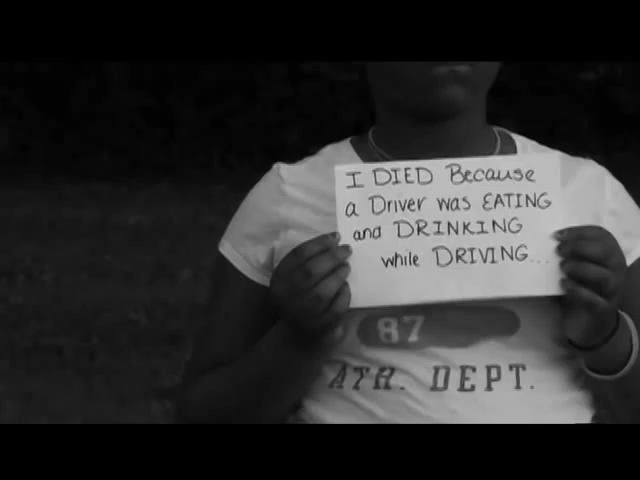 I DIED Because
a Driver was EATING
and DRINKING
while DRIVING...
87
ATH. DEPT.